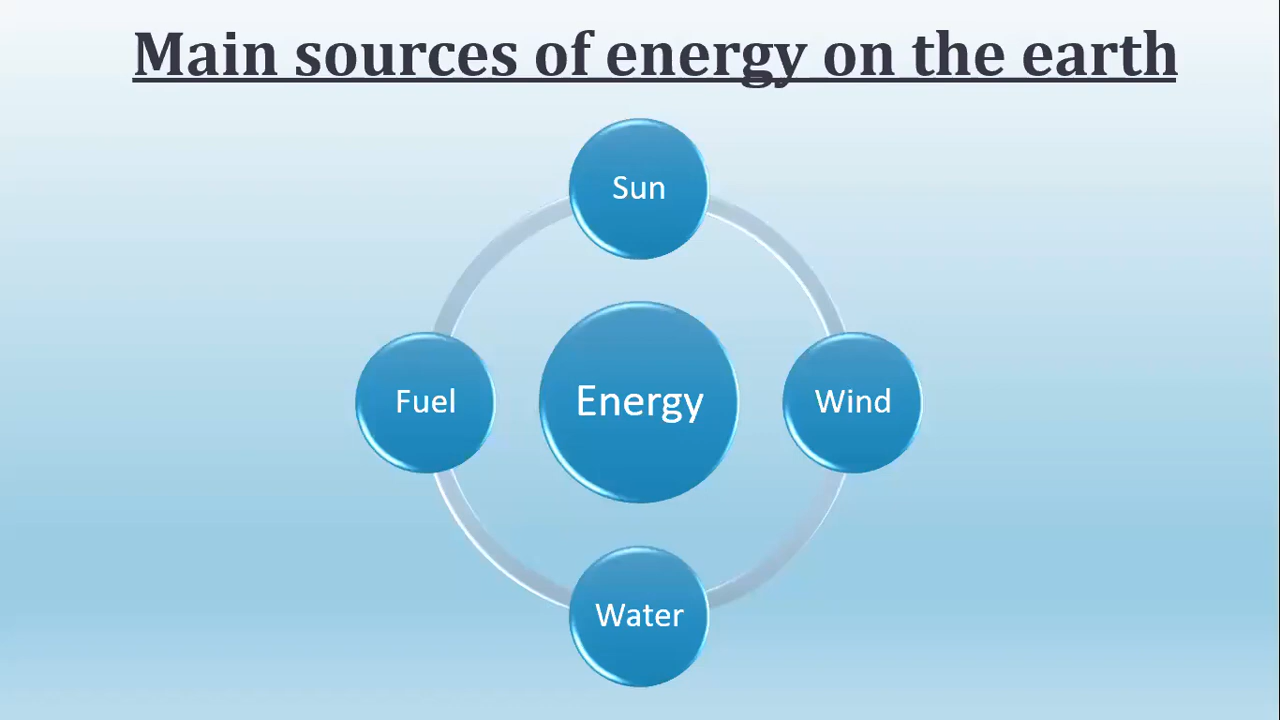 Main sources of energy on the earth
Sun
Fuel
Energy
Wind
Water